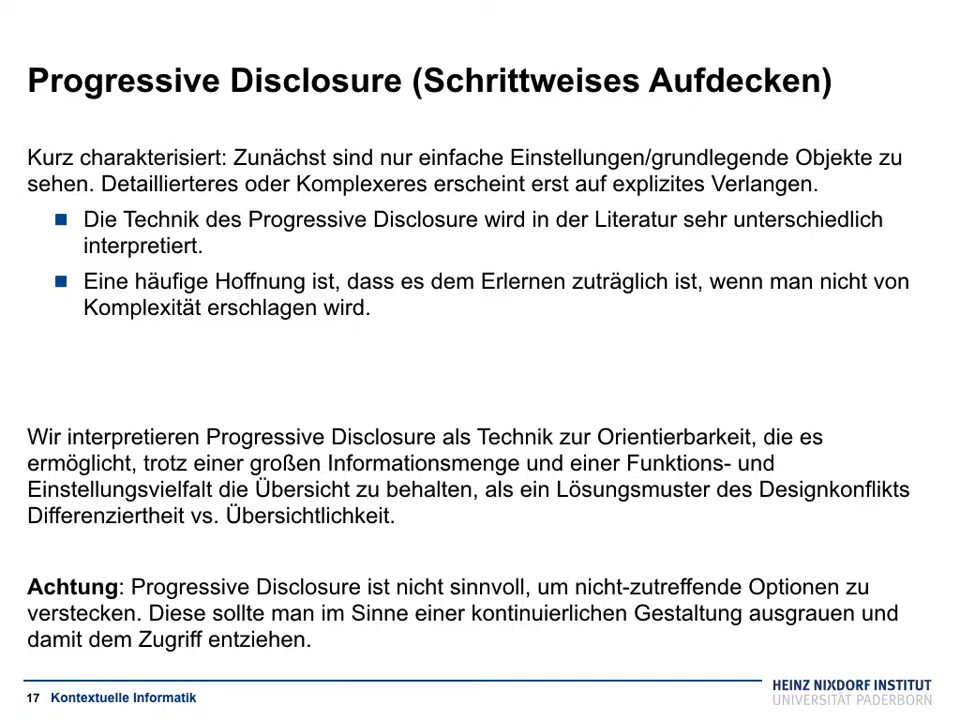 Progressive Disclosure (Schrittweises Aufdecken)
Kurz charakterisiert: Zunächst sind nur einfache Einstellungen/grundlegende Objekte zu
sehen. Detaillierteres oder Komplexeres erscheint erst auf explizites Verlangen.
Die Technik des Progressive Disclosure wird in der Literatur sehr unterschiedlich
interpretiert.
Eine häufige Hoffnung ist, dass es dem Erlernen zuträglich ist, wenn man nicht von
Komplexität erschlagen wird.
Wir interpretieren Progressive Disclosure als Technik zur Orientierbarkeit, die es
ermöglicht, trotz einer großen Informationsmenge und einer Funktions- und
Einstellungsvielfalt die Übersicht zu behalten, als ein Lösungsmuster des Designkonflikts
Differenziertheit vs. Übersichtlichkeit.
Achtung: Progressive Disclosure ist nicht sinnvoll, um nicht-zutreffende Optionen zu
verstecken. Diese sollte man im Sinne einer kontinuierlichen Gestaltung ausgrauen und
damit dem Zugriff entziehen.
17 Kontextuelle Informatik
HEINZ NIXDORF INSTITUT
UNIVERSITÄT PADERBORN